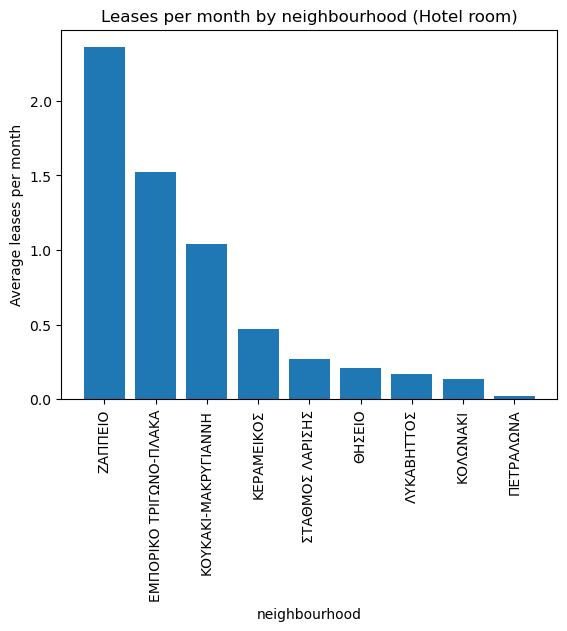 Leases per month by neighbourhood (Hotel room)
Average leases per month
2.0
1.5
1.0
0.5
0.0
ΖΑΠΠΕΙΟ
ΕΜΠΟΡΙΚΟ ΤΡΙΓΩΝΟ-ΠΛΑΚΑ
ΚΟΥΚΑΚΙ-ΜΑΚΡΥΓΙΑΝΝΗ
ΚΕΡΑΜΕΙΚΟΣ
ΣΤΑΘΜΟΣ ΛΑΡΙΣΗΣ
ΘΗΣΕΙΟ
ΛΥΚΑΒΗΤΤΟΣ
ΚΟΛΩΝΑΚΙ
ΠΕΤΡΑΛΩΝΑ
neighbourhood